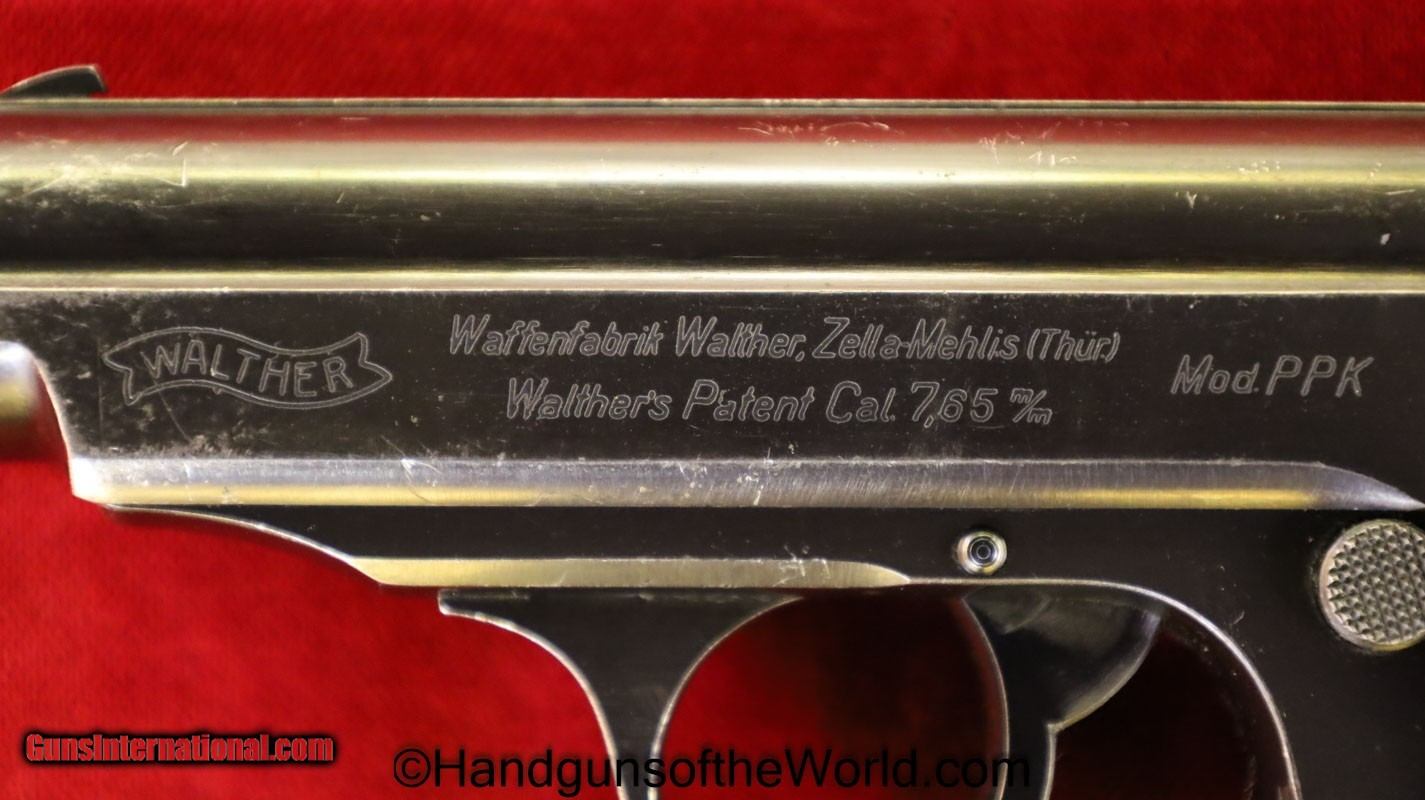 WALTHER
Waffenfabrik Walther, Zella-Mehlis (Thür.)
Walther's Patent Cal. 7,65 m/m
Mod. PPK
GunsInternational.com
©HandgunsoftheWorld.com